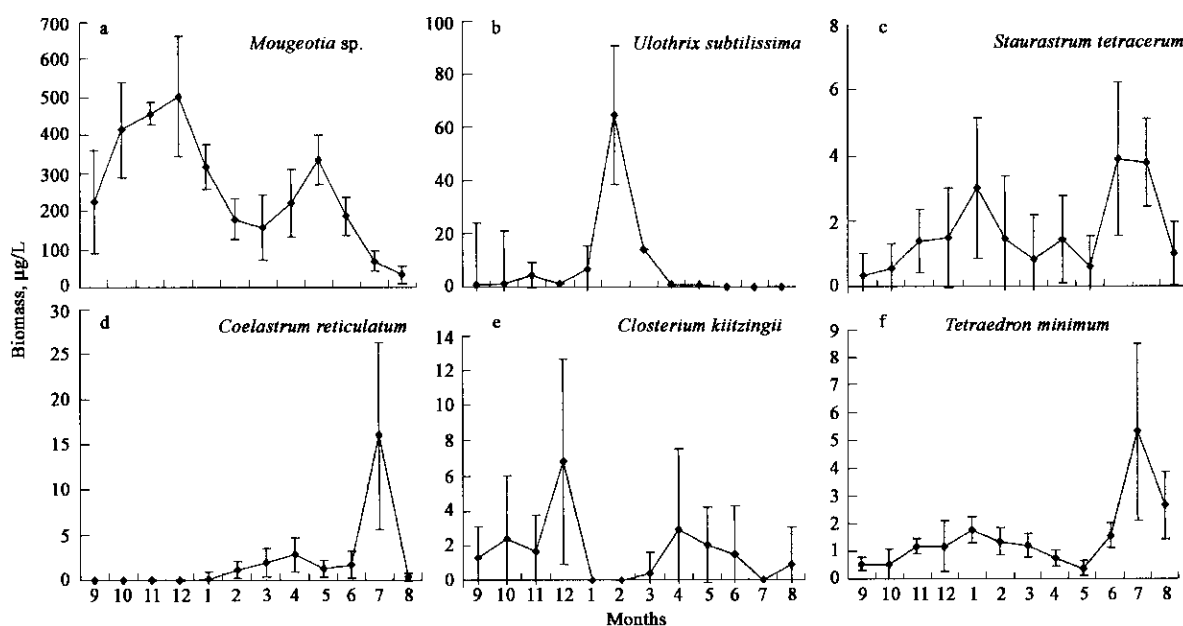 a
Mougeotia sp.
700
600
500
400
300
200
100
0
b
Ulothrix subtilissima
100
80
60
40
20
0
c
Staurastrum tetracerum
8
6
4
2
0
Biomass, µg/L
d
Coelastrum reticulatum
30
25
20
15
10
5
0
9 10 11 12 1 2 3 4 5 6 7 8
e
Closterium kiitzingii
14
12
10
8
6
4
2
0
9 10 11 12 1 2 3 4 5 6 7 8
Months
f
Tetraedron minimum
9
8
7
6
5
4
3
2
1
0
9 10 11 12 1 2 3 4 5 6 7 8